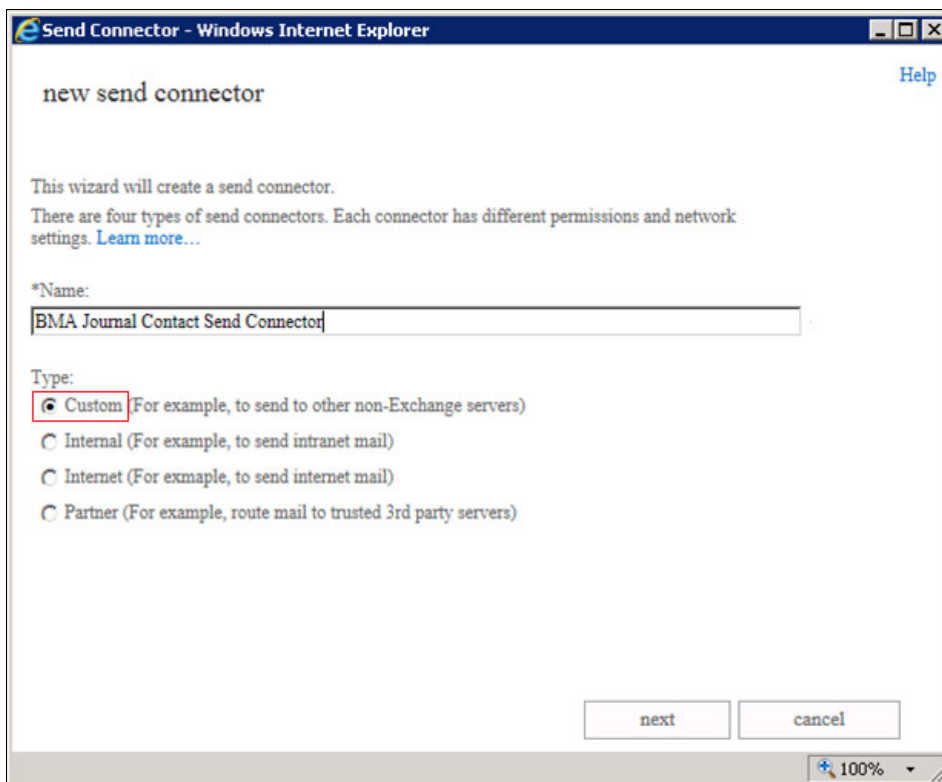 Send Connector - Windows Internet Explorer
Help
new send connector
This wizard will create a send connector.
There are four types of send connectors. Each connector has different permissions and network
settings. Learn more...
*Name:
BMA Journal Contact Send Connector
Type:
Custom (For example, to send to other non-Exchange servers)
Internal (For example, to send intranet mail)
Internet (For exmaple, to send internet mail)
Partner (For example, route mail to trusted 3rd party servers)
next
cancel
100%